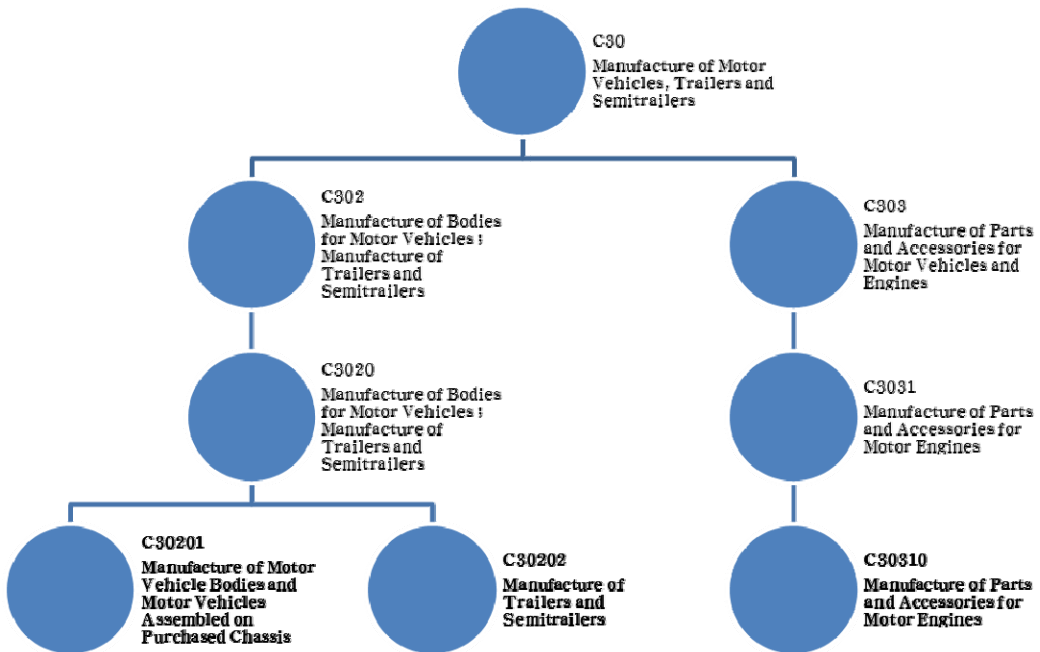 C30
Manufacture of Motor
Vehicles, Trailers and
Semitrailers
C302
Manufacture of Bodies
for Motor Vehicles ;
Manufacture of
Trailers and
Semitrailers
C303
Manufacture of Parts
and Accessories for
Motor Vehicles and
Engines
C3020
Manufacture of Bodies
for Motor Vehicles ;
Manufacture of
Trailers and
Semitrailers
C3031
Manufacture of Parts
and Accessories for
Motor Engines
C30201
Manufacture of Motor
Vehicle Bodies and
Motor Vehicles
Assembled on
Purchased Chassis
C30202
Manufacture of
Trailers and
Semitrailers
C30310
Manufacture of Parts
and Accessories for
Motor Engines